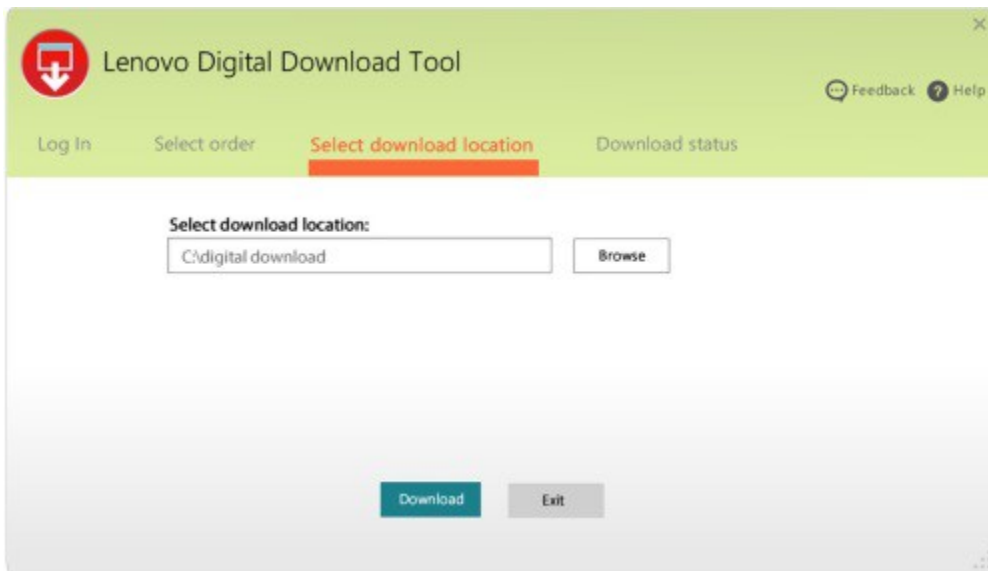 Lenovo Digital Download Tool
Feedback Help
Log In Select order Select download location Download status
Select download location:
C:\digital download Browse
Download Exit